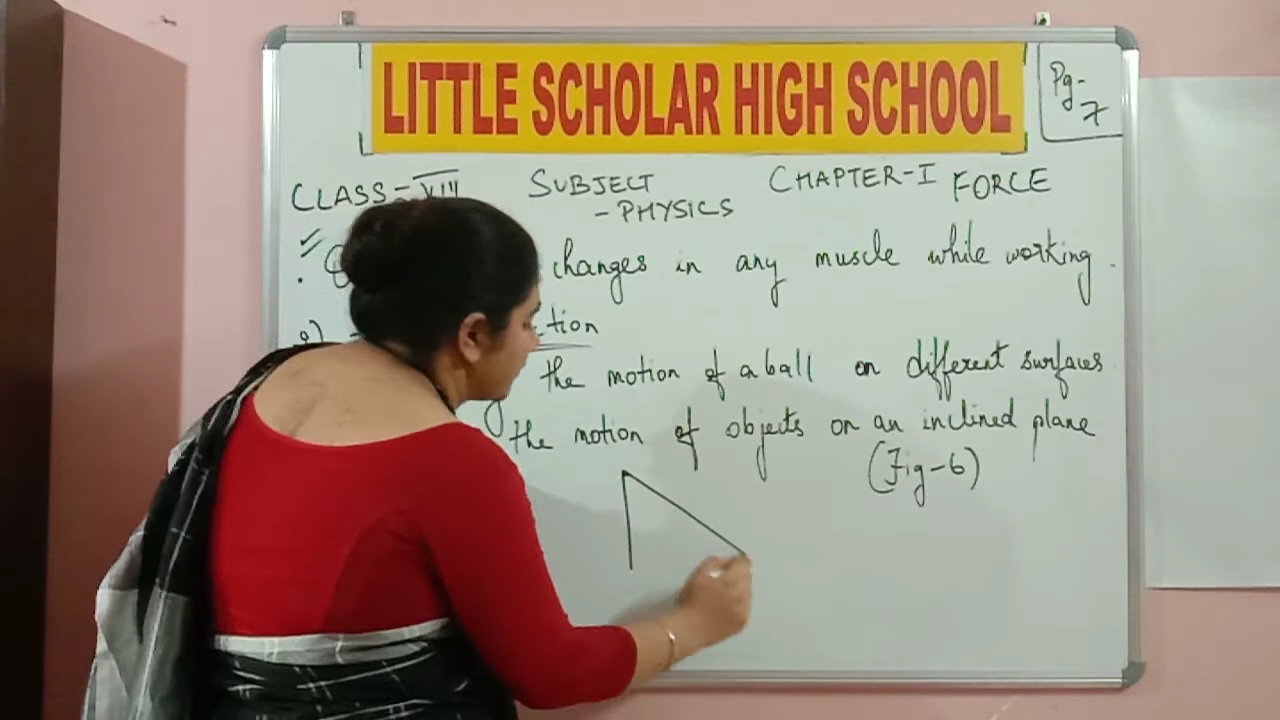 LITTLE SCHOLAR HIGH SCHOOL
Pg-
7
CLASS-VIII SUBJECT CHAPTER-I FORCE
-PHYSICS
changes in any muscle while working.
the motion of a ball on different surfaces
the motion of objects on an inclined plane
(Fig-6)